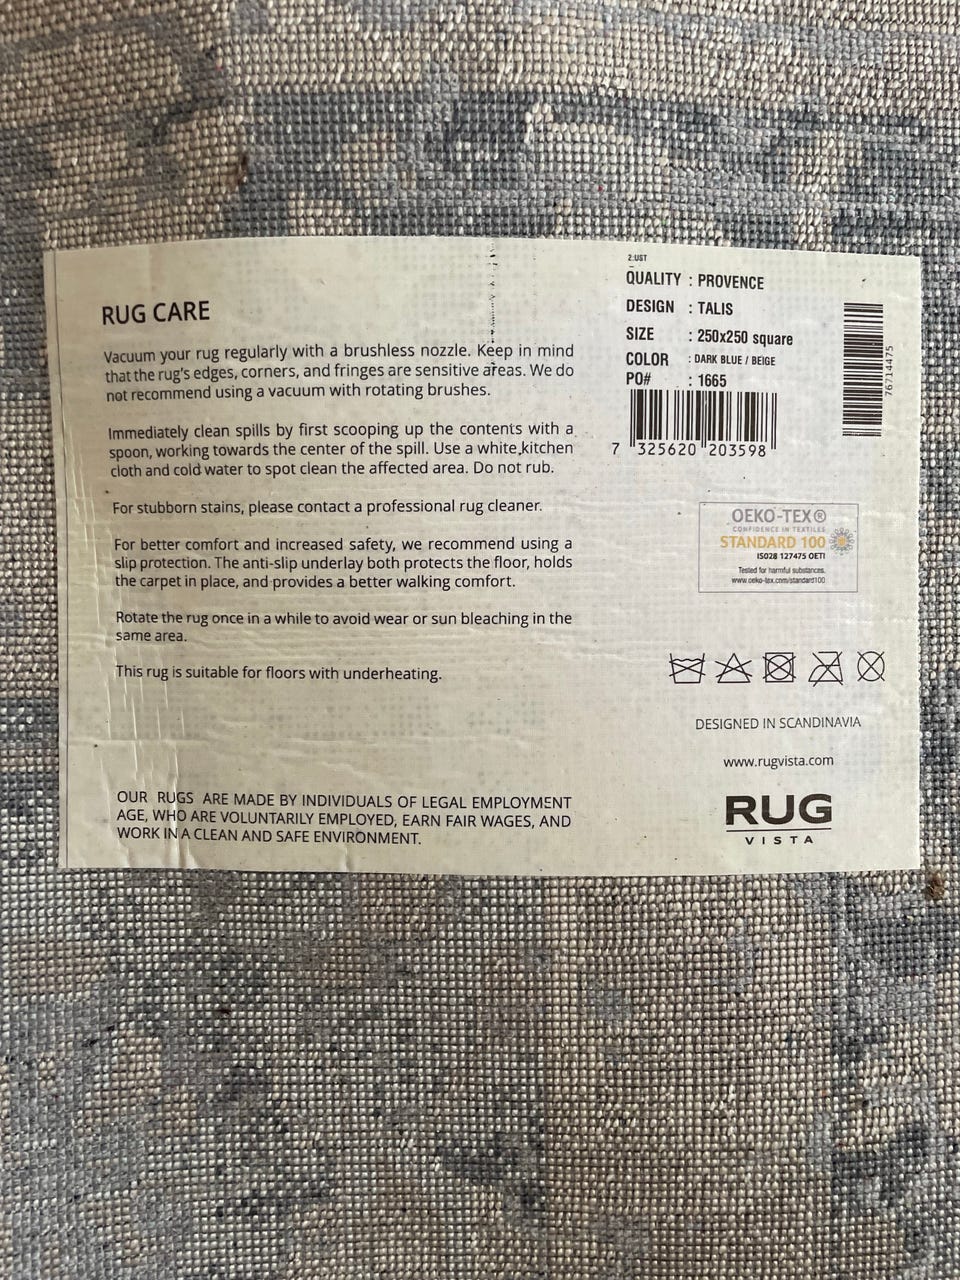 RUG CARE
Vacuum your rug regularly with a brushless nozzle. Keep in mind
that the rug's edges, corners, and fringes are sensitive areas. We do
not recommend using a vacuum with rotating brushes.
Immediately clean spills by first scooping up the contents with a
spoon, working towards the center of the spill. Use a white kitchen
cloth and cold water to spot clean the affected area. Do not rub.
For stubborn stains, please contact a professional rug cleaner.
For better comfort and increased safety, we recommend using a
slip protection. The anti-slip underlay both protects the floor, holds
the carpet in place, and provides a better walking comfort.
Rotate the rug once in a while to avoid wear or sun bleaching in the
same area.
This rug is suitable for floors with underheating.
OUR RUGS ARE MADE BY INDIVIDUALS OF LEGAL EMPLOYMENT
AGE, WHO ARE VOLUNTARILY EMPLOYED, EARN FAIR WAGES, AND
WORK IN A CLEAN AND SAFE ENVIRONMENT.
2.UST
QUALITY : PROVENCE
DESIGN : TALIS
SIZE : 250x250 square
COLOR : DARK BLUE / BEIGE
PO# : 1665
7 325620 203598
76714475
OEKO-TEX®
CONFIDENCE IN TEXTILES
STANDARD 100
IS028 127475 OETI
Tested for harmful substances.
www.oeko-tex.com/standard100
DESIGNED IN SCANDINAVIA
www.rugvista.com
RUG
VISTA